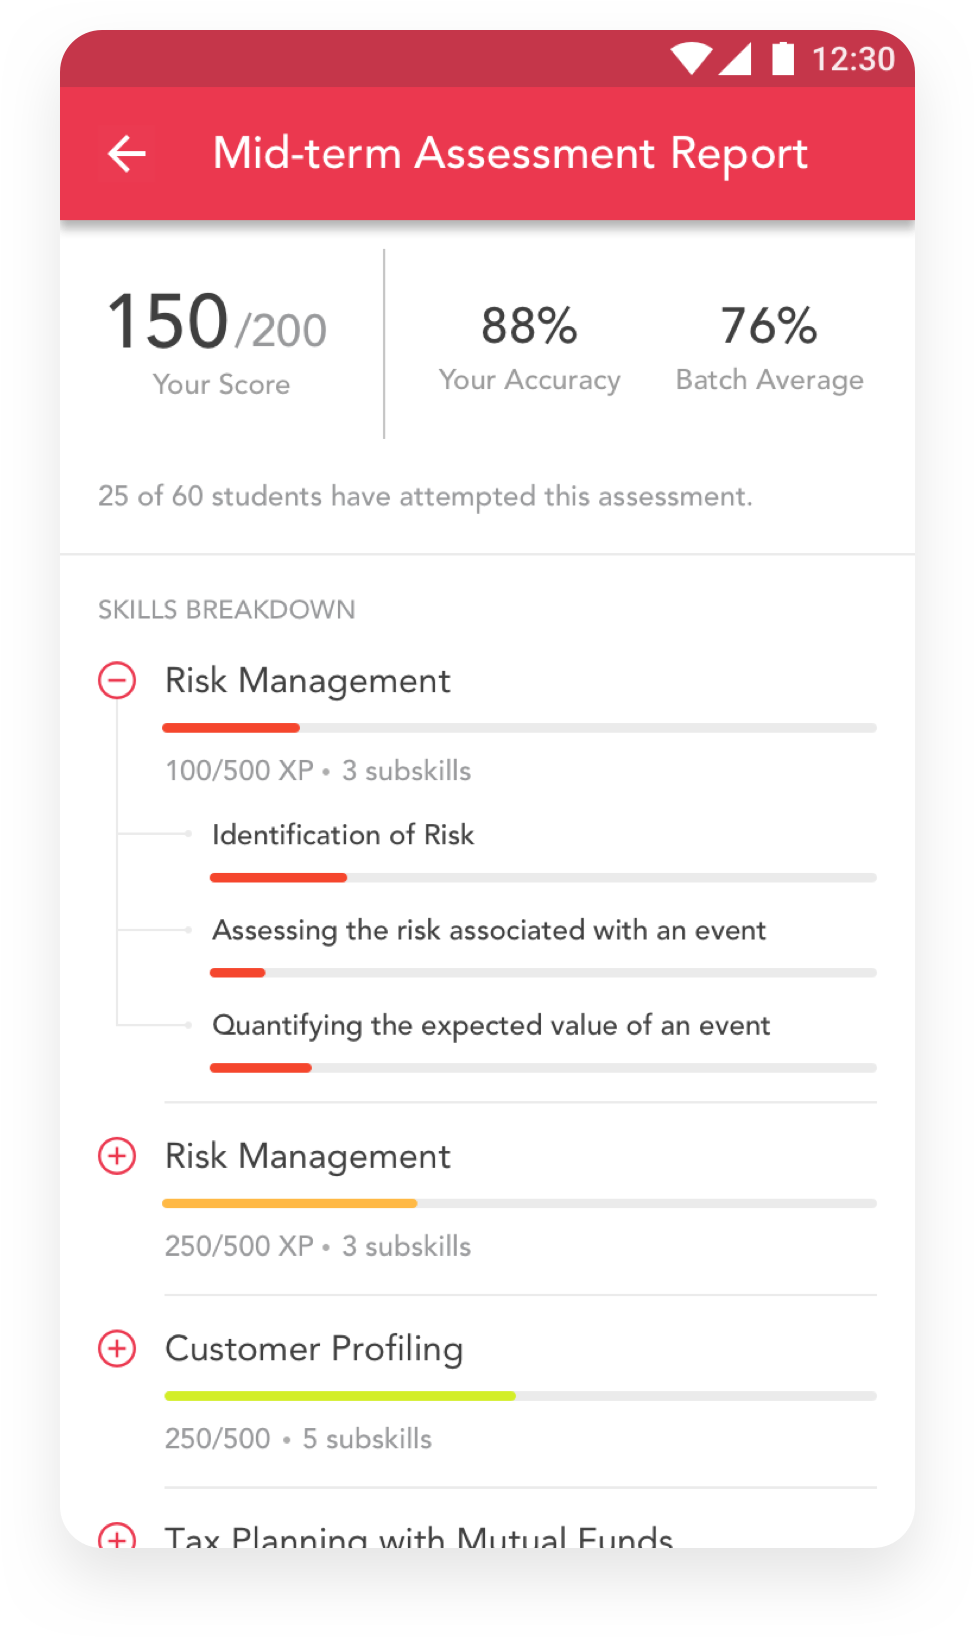 12:30
Mid-term Assessment Report
150/200
Your Score
88%
Your Accuracy
76%
Batch Average
25 of 60 students have attempted this assessment.
SKILLS BREAKDOWN
Risk Management
100/500 XP • 3 subskills
Identification of Risk
Assessing the risk associated with an event
Quantifying the expected value of an event
Risk Management
250/500 XP • 3 subskills
Customer Profiling
250/500 • 5 subskills
Tax Planning with Mutual Funds